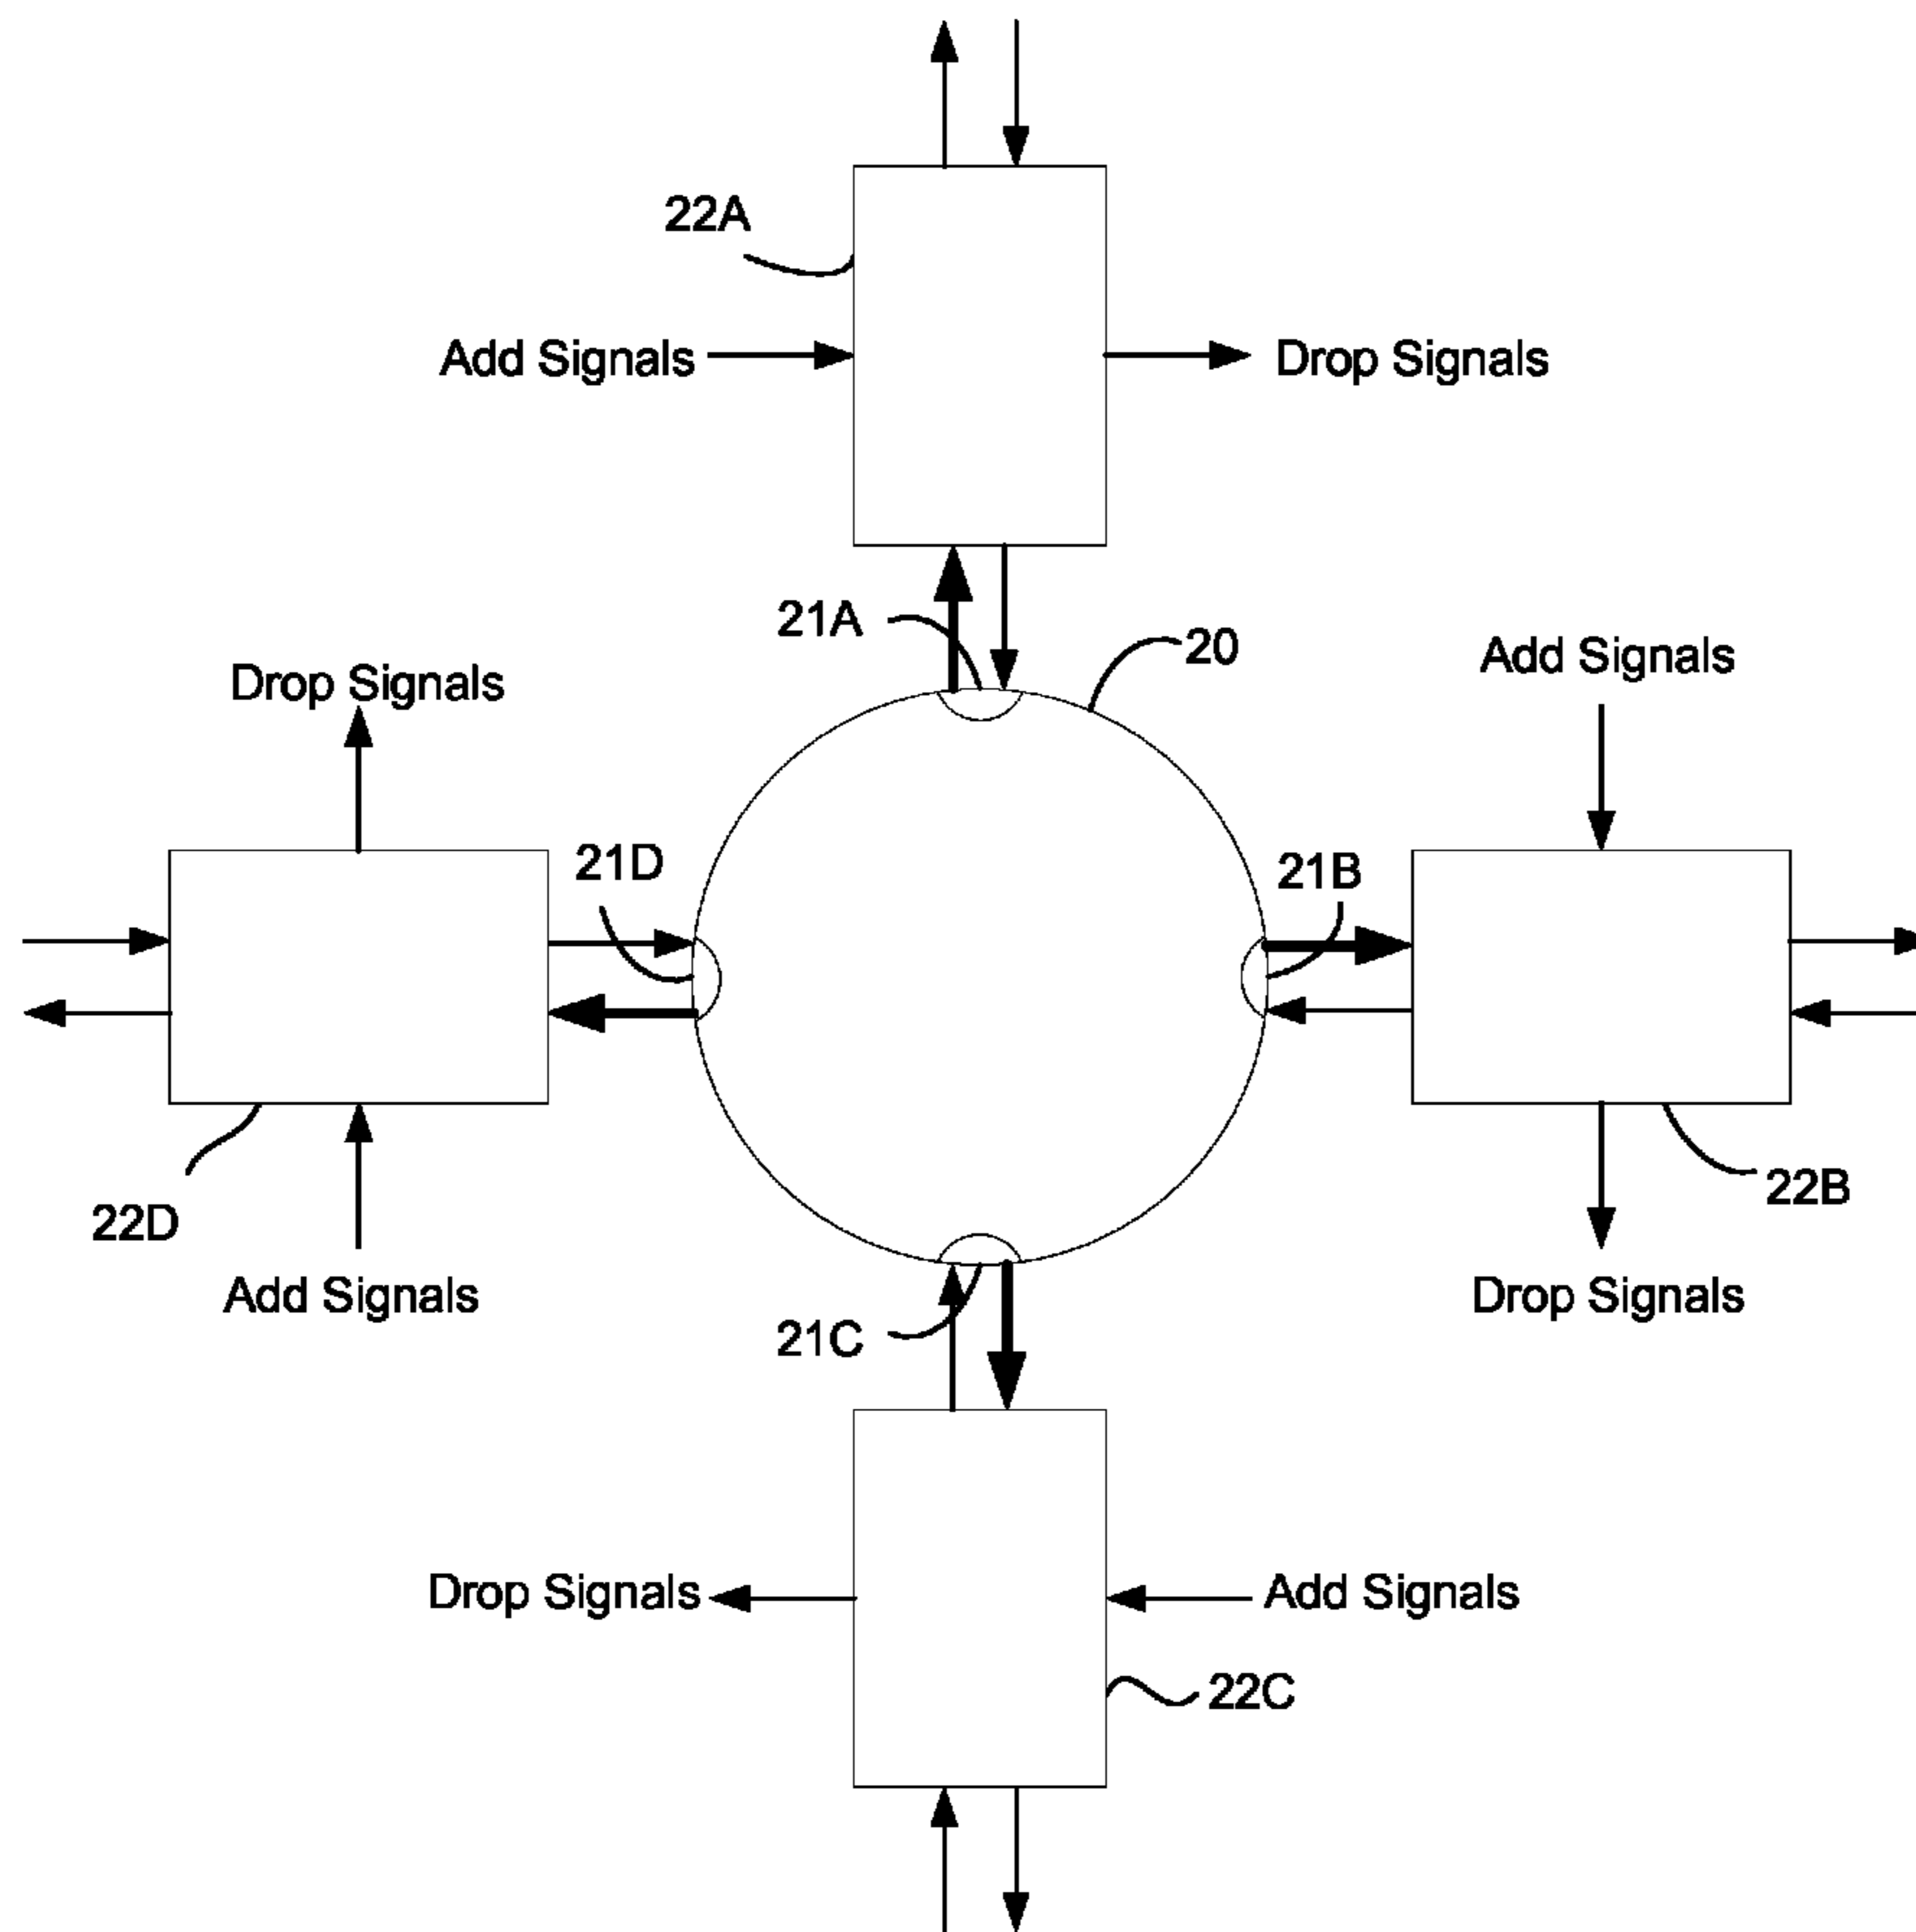 22A
Add Signals
Drop Signals
21A
20
Add Signals
Drop Signals
21D
21B
22B
22D
Add Signals
Drop Signals
21C
Drop Signals
Add Signals
22C